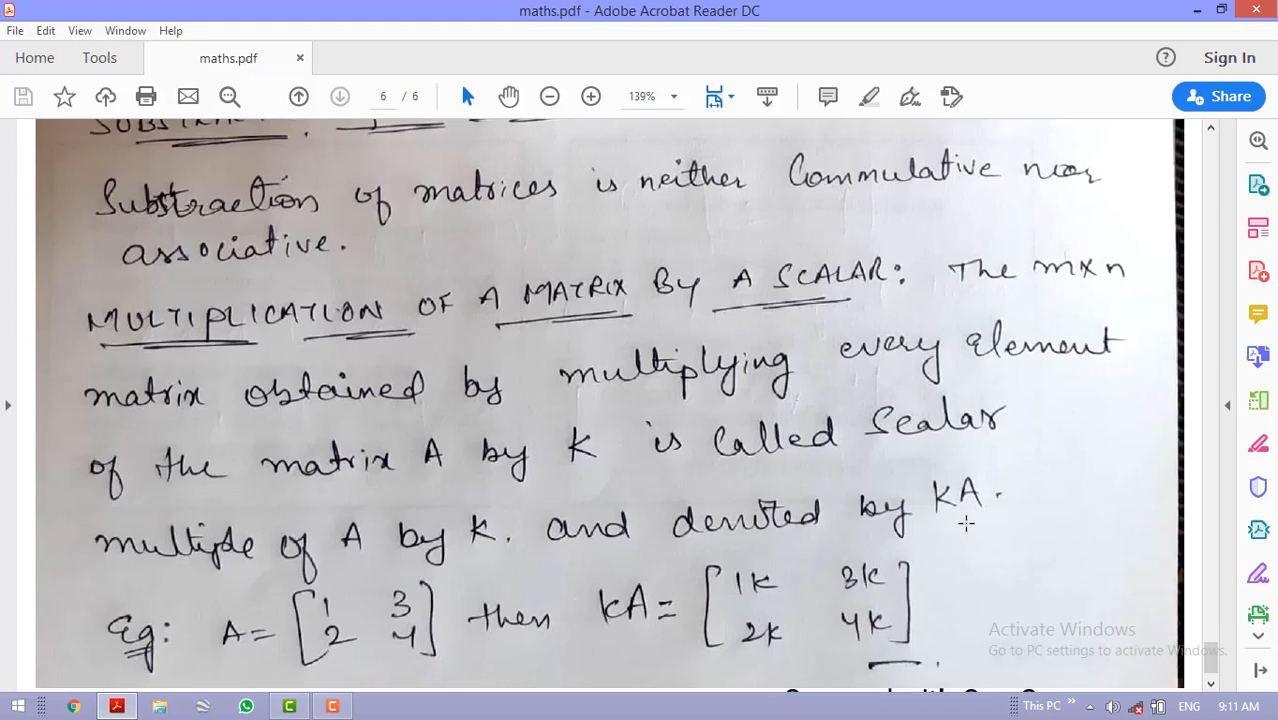 maths.pdf - Adobe Acrobat Reader DC
File Edit View Window Help
Home Tools maths.pdf × Sign In
6 / 6 139% Share
Substraction of matrices is neither Commulative nor
associative.
MULTIPLICATION OF A MATRIX BY A SCALAR: The mxn
matrix obtained by multiplying every element
of the matrix A by K is called Scalar
multiple of A by K. and denoted by KA.
Eg: A = [1 3 then KA = [1K 3K
2 4] 2K 4K]
Activate Windows
Go to PC settings to activate Windows.
This PC ENG 9:11 AM